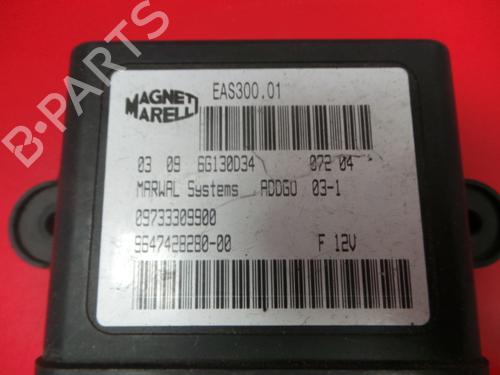 B-PARTS
MAGNETI
MARELLI
EAS300.01
03 09 6G130D34 072 04
MARWAL Systems ADDGO 03-1
09733309900
9647428280-00 F 12V